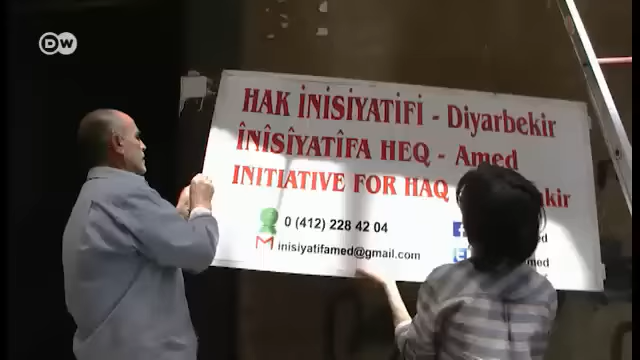 DW
HAK İNİSİYATİFİ - Diyarbekir
ÎNÎSÎYATÎFA HEQ - Amed
INITIATIVE FOR HAQ
0 (412) 228 42 04
inisiyatifamed@gmail.com